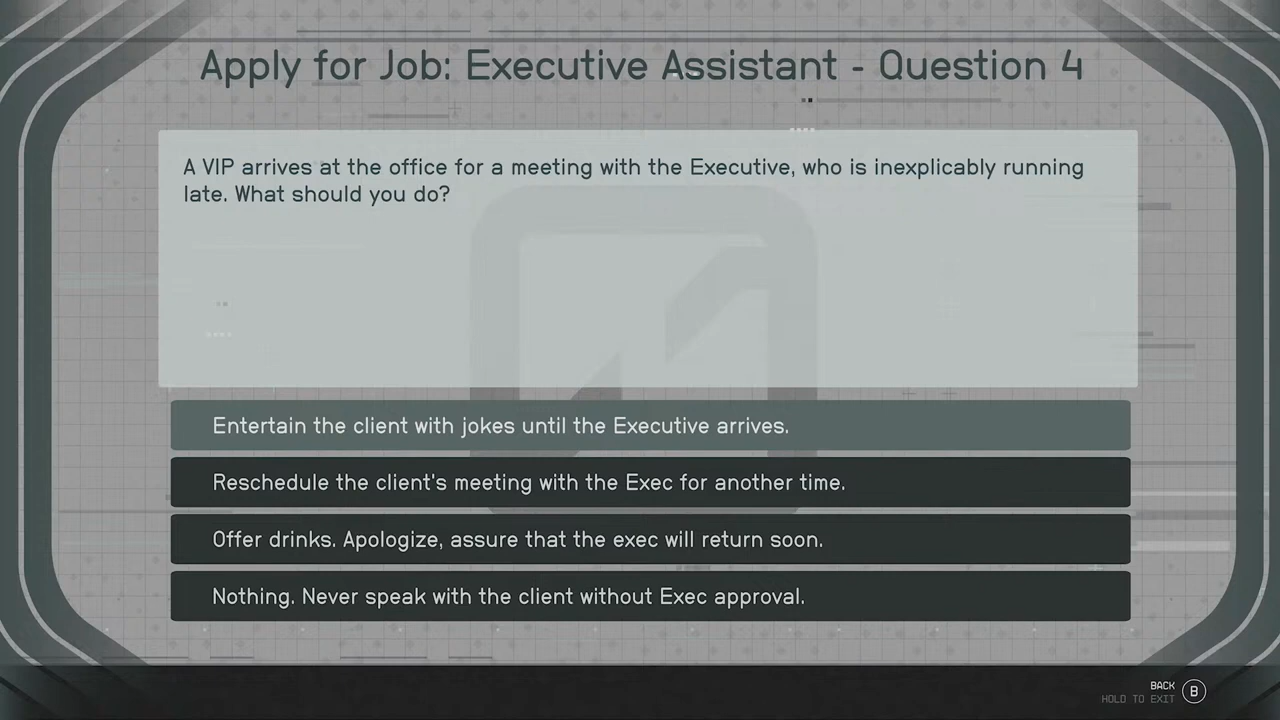 Apply for Job: Executive Assistant - Question 4
A VIP arrives at the office for a meeting with the Executive, who is inexplicably running
late. What should you do?
Entertain the client with jokes until the Executive arrives.
Reschedule the client's meeting with the Exec for another time.
Offer drinks. Apologize, assure that the exec will return soon.
Nothing. Never speak with the client without Exec approval.
BACK B
HOLD TO EXIT